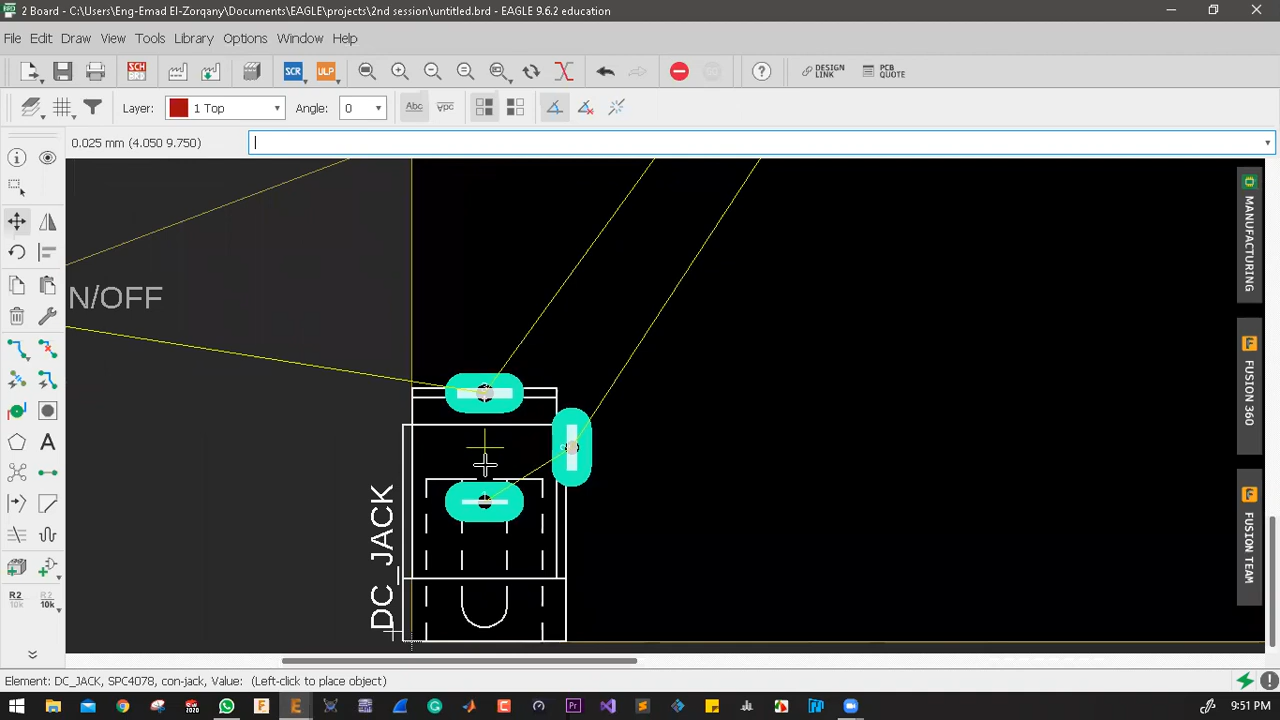 2 Board - C:\Users\Eng-Emad El-Zorqany\Documents\EAGLE\projects\2nd session\untitled.brd - EAGLE 9.6.2 education
File Edit Draw View Tools Library Options Window Help
SCH BRD SCR ULP DESIGN LINK PCB QUOTE
Layer: 1 Top Angle: 0 Abc
0.025 mm (4.050 9.750)
MANUFACTURING
N/OFF
FUSION 360
DC_JACK
FUSION TEAM
R2 10k R2 10k
Element: DC_JACK, SPC4078, con-jack, Value: (Left-click to place object)
9:51 PM